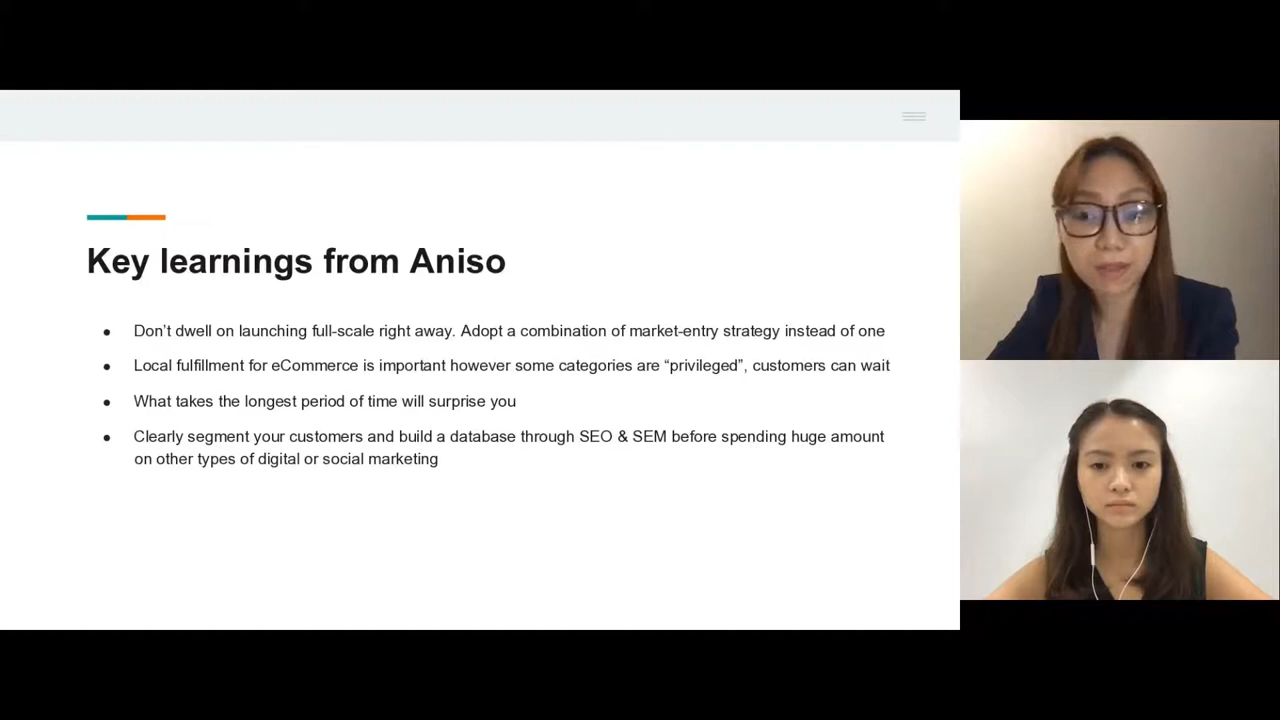 Key learnings from Aniso
● Don’t dwell on launching full-scale right away. Adopt a combination of market-entry strategy instead of one
● Local fulfillment for eCommerce is important however some categories are “privileged”, customers can wait
● What takes the longest period of time will surprise you
● Clearly segment your customers and build a database through SEO & SEM before spending huge amount
on other types of digital or social marketing